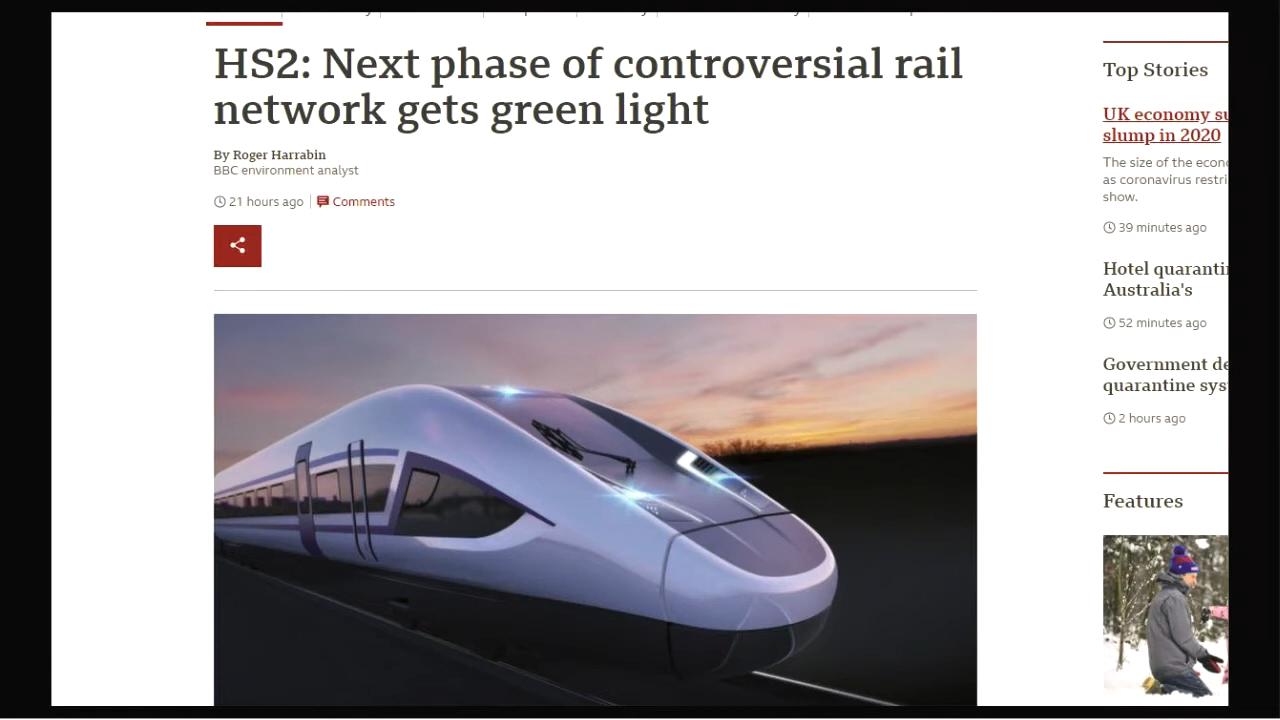 HS2: Next phase of controversial rail
network gets green light
By Roger Harrabin
BBC environment analyst
21 hours ago
Comments
Top Stories
UK economy
slump in 2020
The size of the
as coronavirus
show.
39 minutes ago
Hotel
Australia's
52 minutes ago
Government
quarantine
2 hours ago
Features